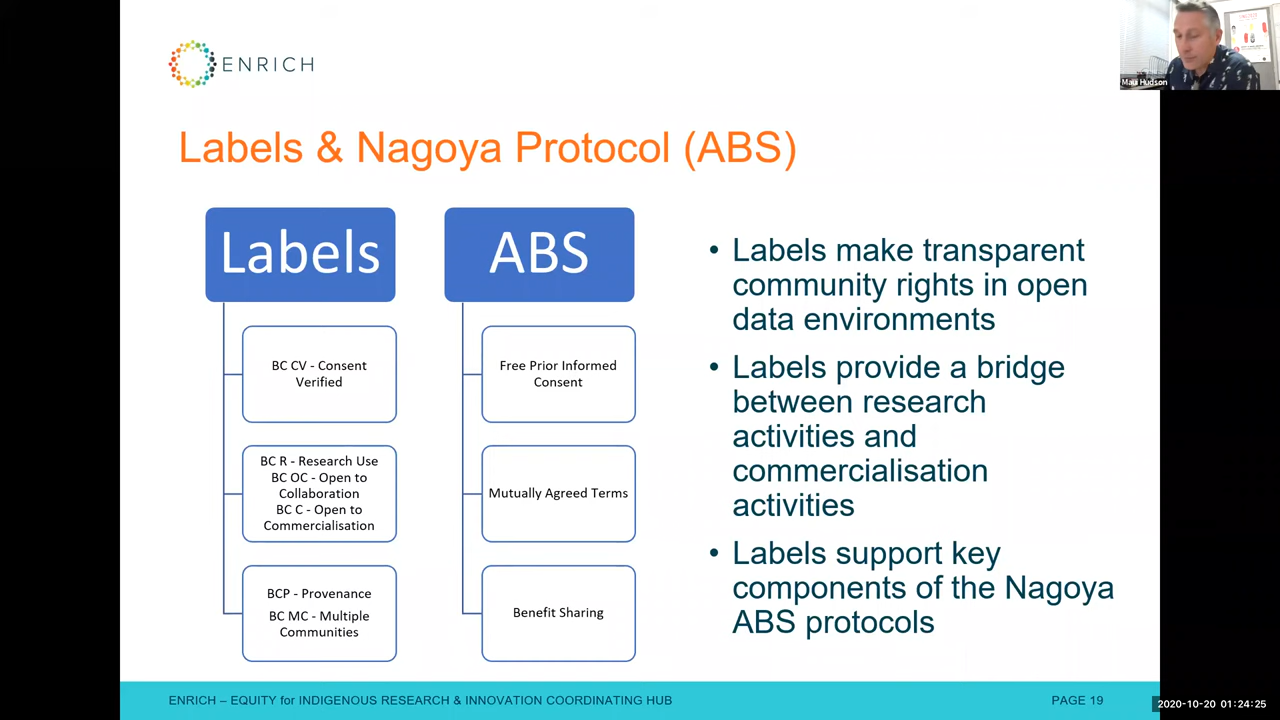 ENRICH
Maui Hudson
Labels & Nagoya Protocol (ABS)
Labels
BC CV - Consent
Verified
BC R - Research Use
BC OC - Open to
Collaboration
BC C - Open to
Commercialisation
BCP - Provenance
BC MC - Multiple
Communities
ABS
Free Prior Informed
Consent
Mutually Agreed Terms
Benefit Sharing
• Labels make transparent
community rights in open
data environments
• Labels provide a bridge
between research
activities and
commercialisation
activities
• Labels support key
components of the Nagoya
ABS protocols
ENRICH – EQUITY for INDIGENOUS RESEARCH & INNOVATION COORDINATING HUB
PAGE 19
2020-10-20 01:24:25